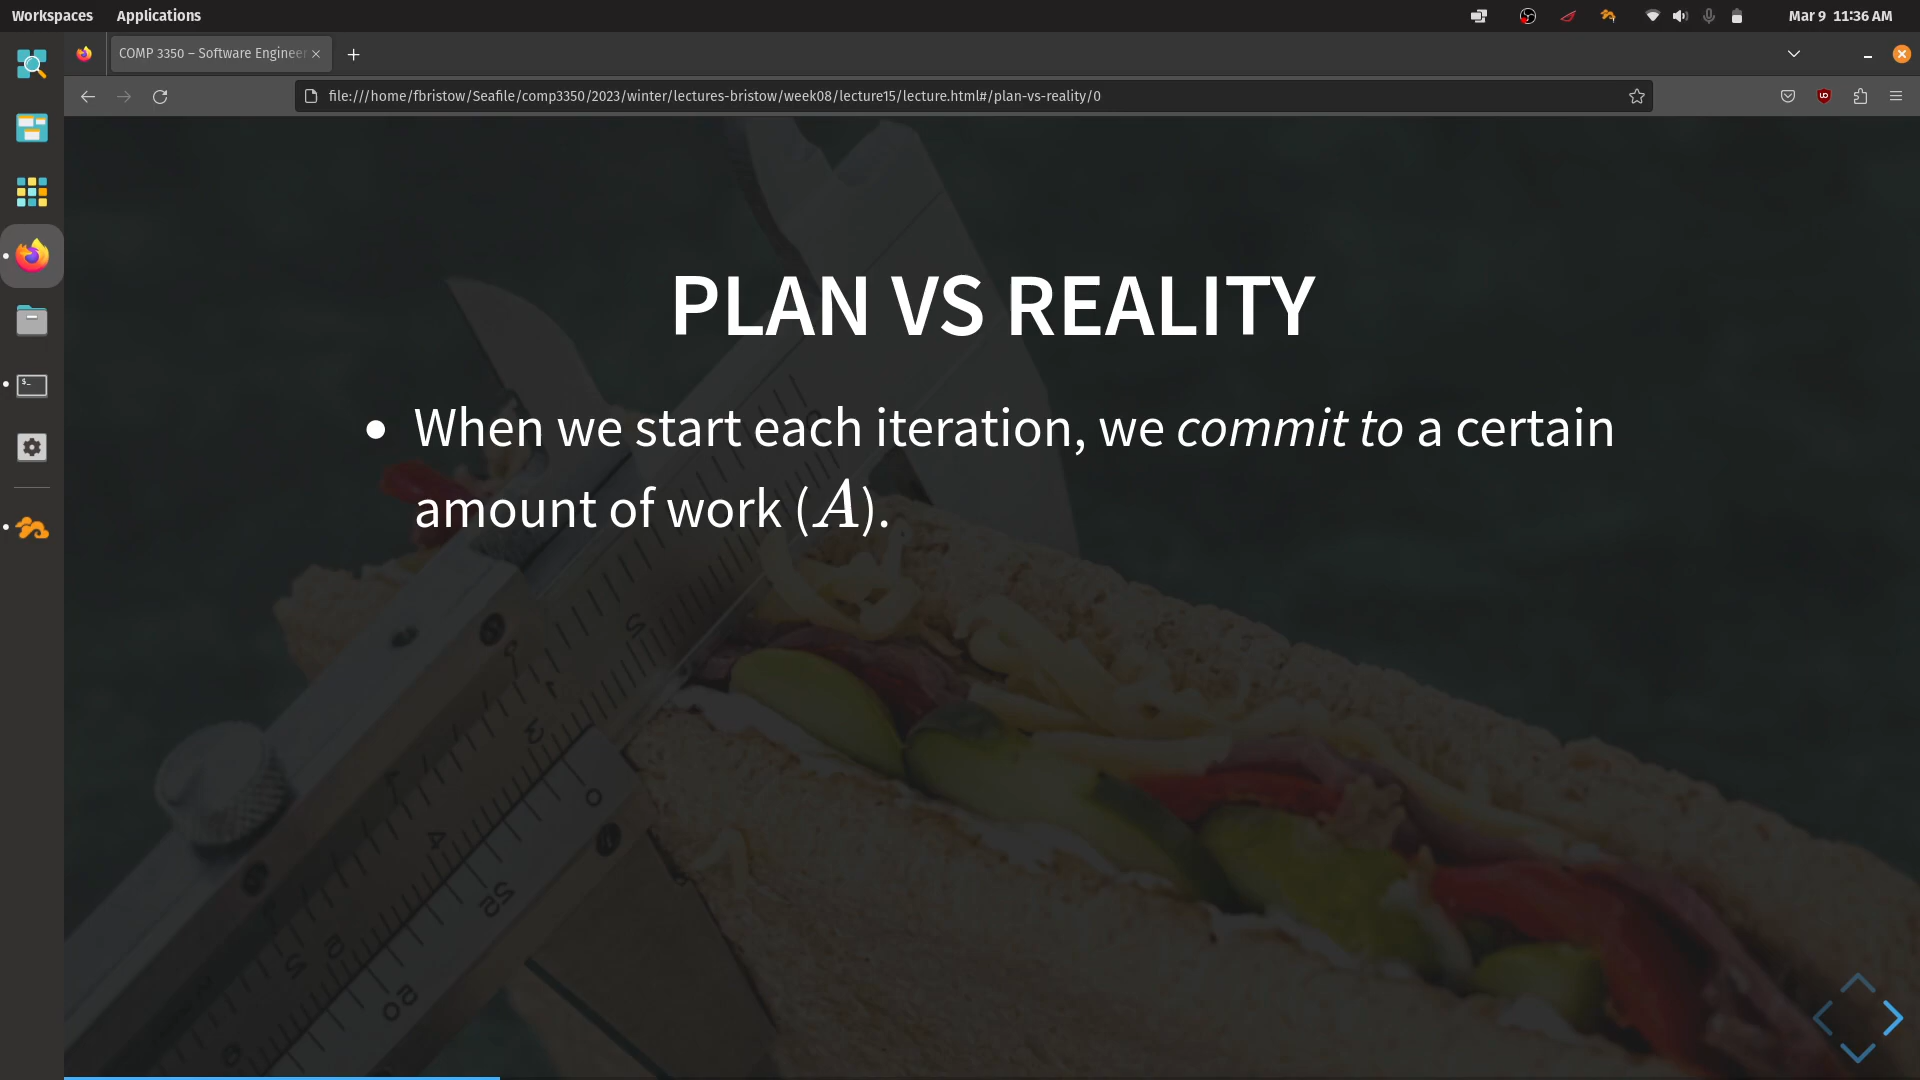 Workspaces Applications Mar 9 11:36 AM
COMP 3350 – Software Engineer
file:///home/fbristow/Seafile/comp3350/2023/winter/lectures-bristow/week08/lecture15/lecture.html#/plan-vs-reality/0
PLAN VS REALITY
• When we start each iteration, we commit to a certain
amount of work (A).